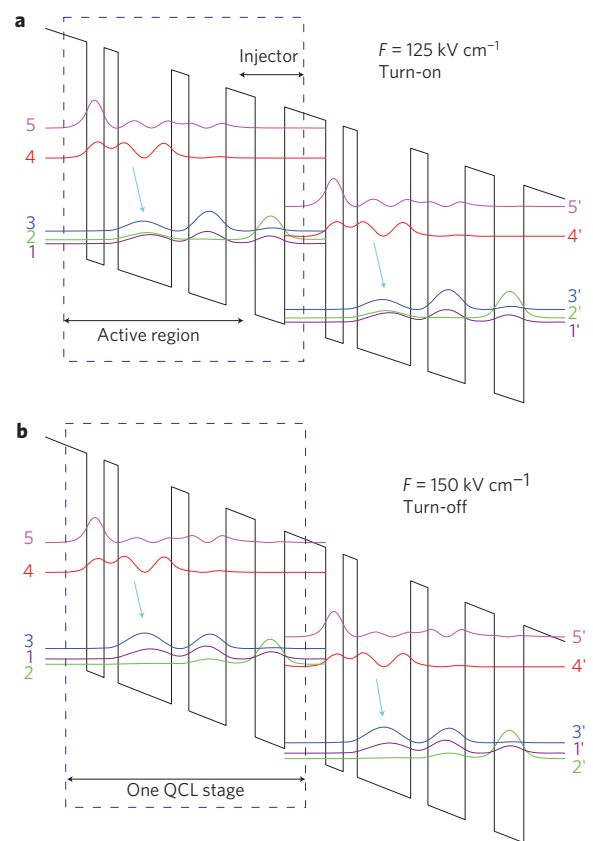 a
Injector
F = 125 kV cm⁻¹
Turn-on
5
4
3
2
1
5'
4'
3'
2'
1'
Active region
b
F = 150 kV cm⁻¹
Turn-off
5
4
3
1
2
5'
4'
3'
1'
2'
One QCL stage